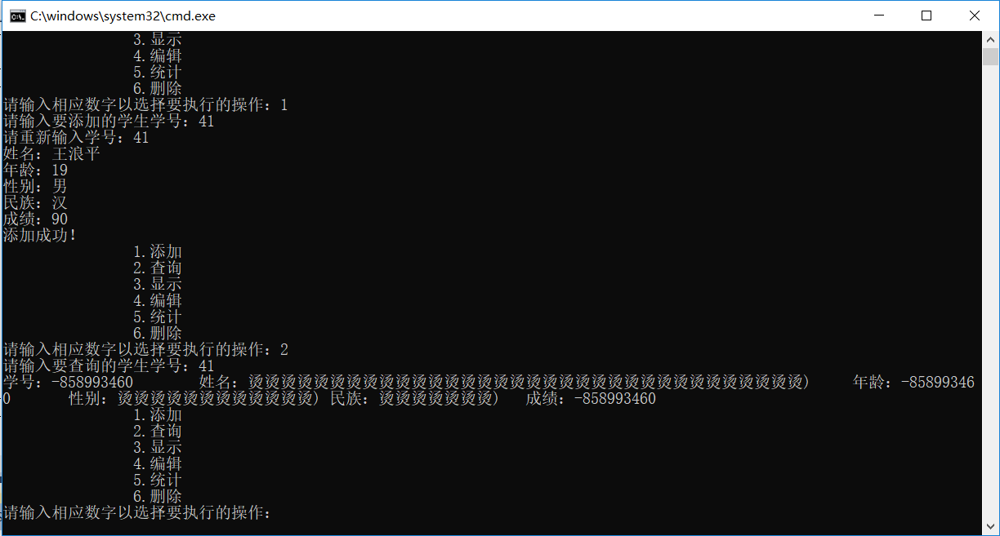 C:\windows\system32\cmd.exe
3.显示
4.编辑
5.统计
6.删除
请输入相应数字以选择要执行的操作：1
请输入要添加的学生学号：41
请重新输入学号：41
姓名：王浪平
年龄：19
性别：男
民族：汉
成绩：90
添加成功！
1.添加
2.查询
3.显示
4.编辑
5.统计
6.删除
请输入相应数字以选择要执行的操作：2
请输入要查询的学生学号：41
学号：-858993460 姓名：烫烫烫烫烫烫烫烫烫烫烫烫烫烫烫烫烫烫烫烫烫烫烫烫烫烫烫烫烫烫烫烫烫烫) 年龄：-85899346
0 性别：烫烫烫烫烫烫烫烫烫烫烫烫) 民族：烫烫烫烫烫烫烫) 成绩：-858993460
1.添加
2.查询
3.显示
4.编辑
5.统计
6.删除
请输入相应数字以选择要执行的操作：